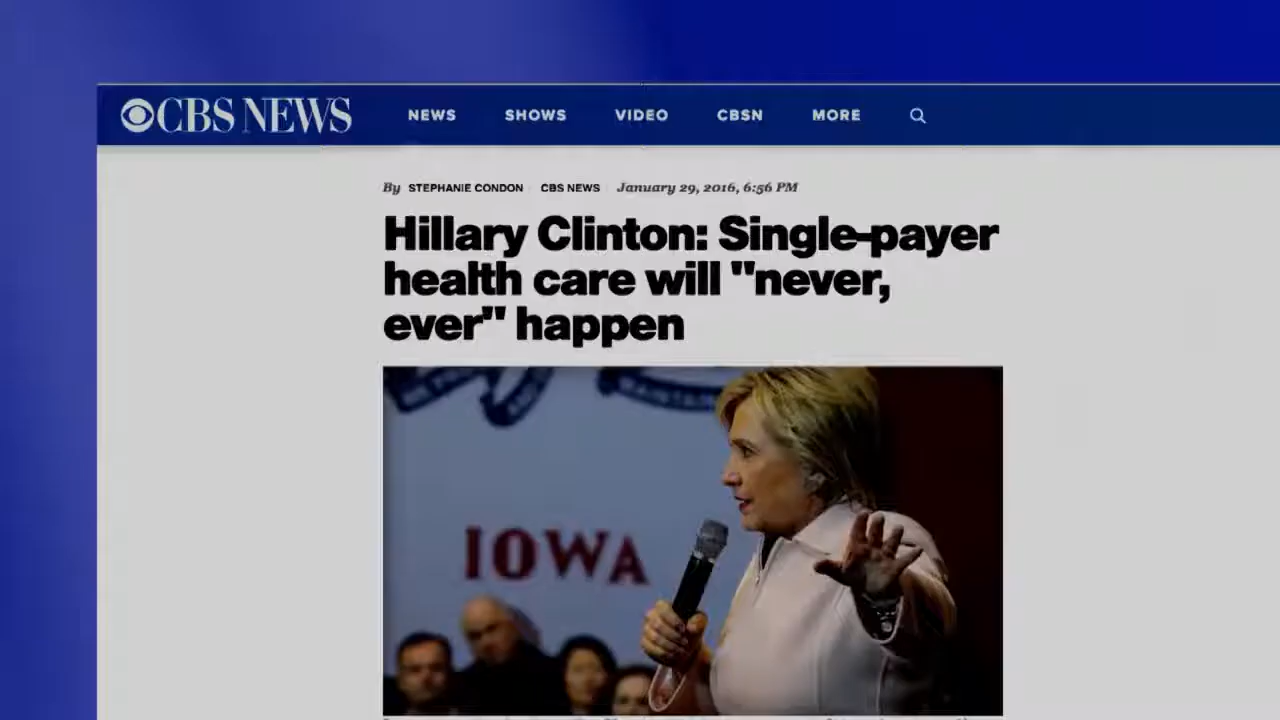 CBS NEWS NEWS SHOWS VIDEO CBSN MORE
By STEPHANIE CONDON CBS NEWS January 29, 2016, 6:56 PM
Hillary Clinton: Single-payer
health care will "never,
ever" happen
IOWA